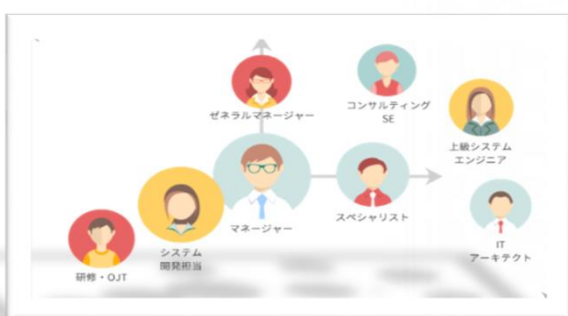 ゼネラルマネージャー
コンサルティング
SE
上級システム
エンジニア
マネージャー
スペシャリスト
システム
開発担当
IT
アーキテクト
研修・OJT